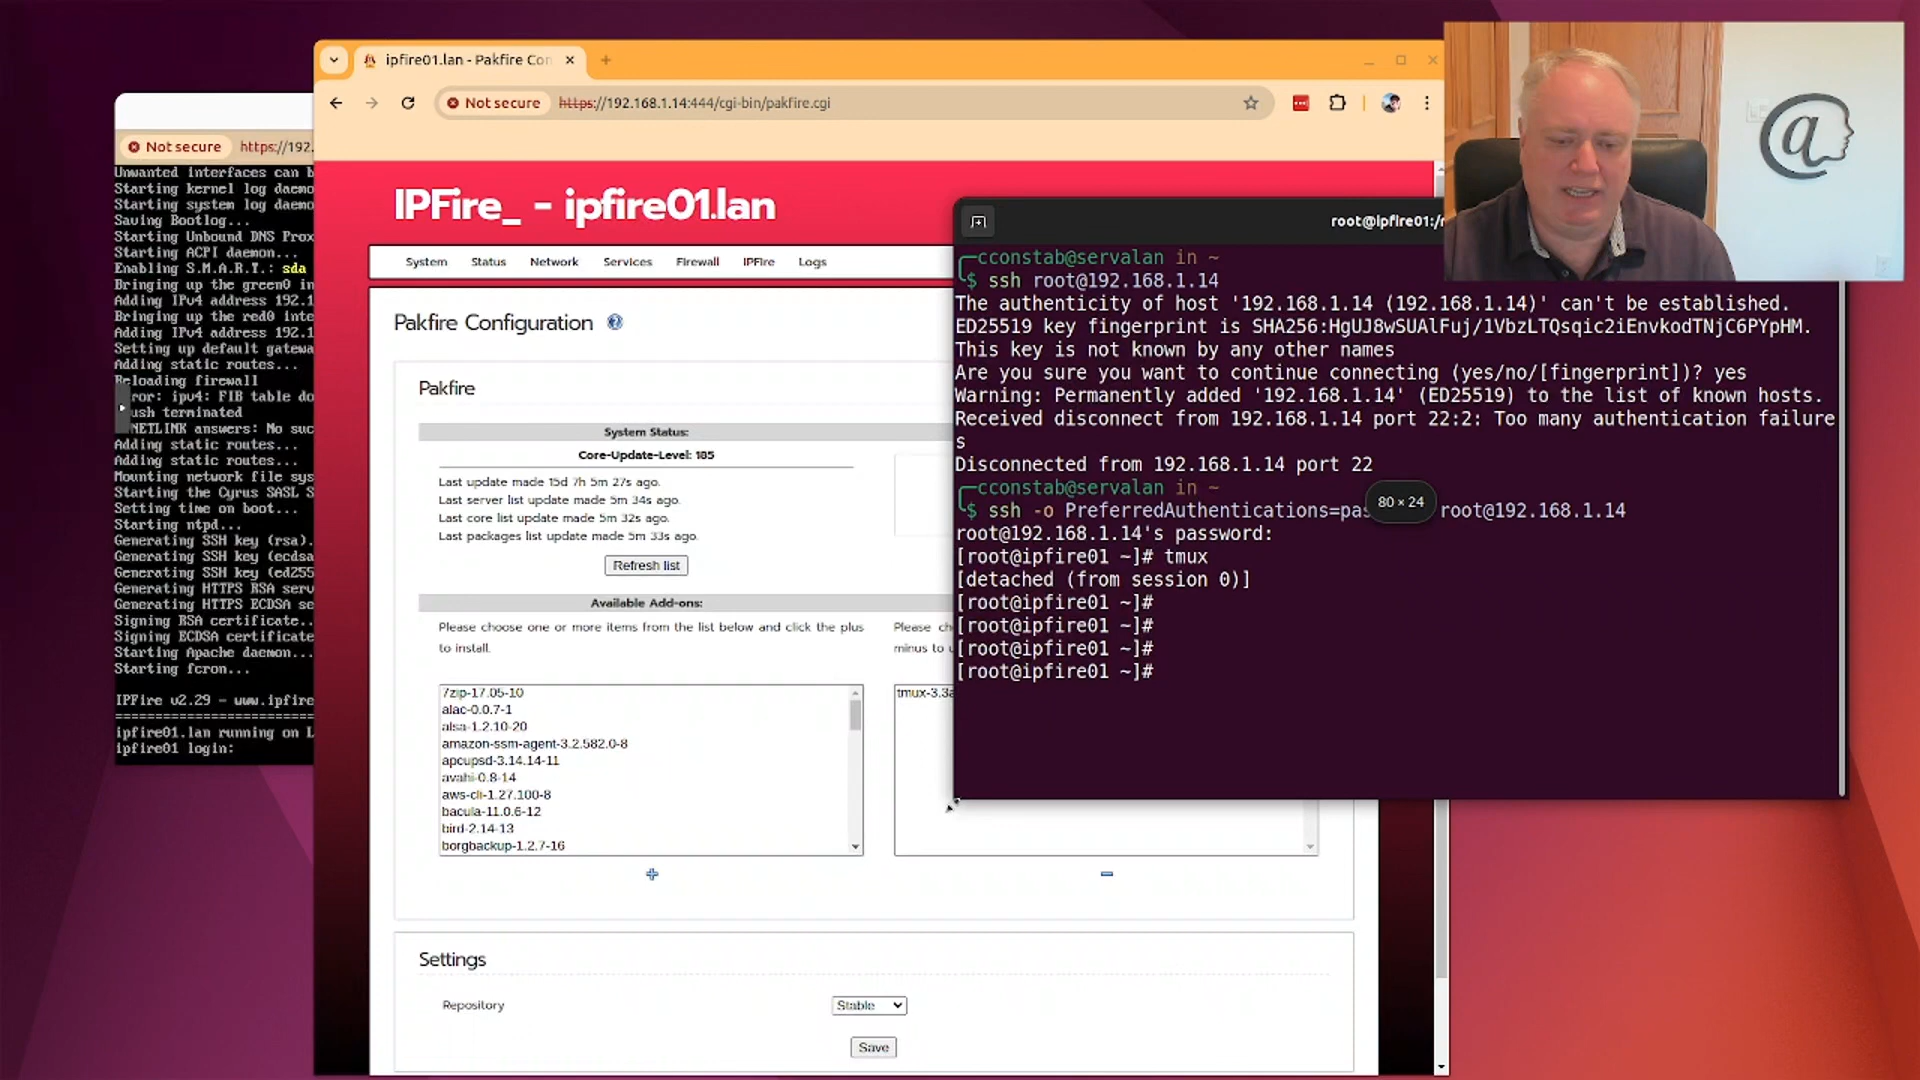 ipfire01.lan - Pakfire Con
Not secure https://192.168.1.14:444/cgi-bin/pakfire.cgi
Not secure https://192.
Unwanted interfaces can b
Starting kernel log daemo
Starting system log daemo
Saving Bootlog...
Starting Unbound DNS Prox
Starting ACPI daemon...
Enabling S.M.A.R.T.: sda
Bringing up the green0 in
Adding IPv4 address 192.1
Bringing up the red0 inte
Adding IPv4 address 192.1
Setting up default gatewa
Adding static routes...
Reloading firewall
ror: ipv4: FIB table do
ush terminated
NETLINK answers: No suc
Adding static routes...
Adding static routes...
Mounting network file sys
Starting the Cyrus SASL S
Setting time on boot...
Starting ntpd...
Generating SSH key (rsa).
Generating SSH key (ecdsa
Generating SSH key (ed255
Generating HTTPS RSA serv
Generating HTTPS ECDSA se
Signing RSA certificate..
Signing ECDSA certificate
Starting Apache daemon...
Starting fcron...
IPFire v2.29 - www.ipfire
ipfire01.lan running on L
ipfire01 login:
IPFire_ - ipfire01.lan
System Status Network Services Firewall IPFire Logs
Pakfire Configuration
Pakfire
System Status:
Core-Update-Level: 185
Last update made 15d 7h 5m 27s ago.
Last server list update made 5m 34s ago.
Last core list update made 5m 32s ago.
Last packages list update made 5m 33s ago.
Refresh list
Available Add-ons:
Please choose one or more items from the list below and click the plus
to install.
Please ch
minus to u
7zip-17.05-10
alac-0.0.7-1
alsa-1.2.10-20
amazon-ssm-agent-3.2.582.0-8
apcupsd-3.14.14-11
avahi-0.8-14
aws-cli-1.27.100-8
bacula-11.0.6-12
bird-2.14-13
borgbackup-1.2.7-16
tmux-3.3a
Settings
Repository Stable
Save
root@ipfire01:/r
cconstab@servalan in ~
$ ssh root@192.168.1.14
The authenticity of host '192.168.1.14 (192.168.1.14)' can't be established.
ED25519 key fingerprint is SHA256:HgUJ8wSUAlFuj/1VbzLTQsqic2iEnvkodTNjC6PYpHM.
This key is not known by any other names
Are you sure you want to continue connecting (yes/no/[fingerprint])? yes
Warning: Permanently added '192.168.1.14' (ED25519) to the list of known hosts.
Received disconnect from 192.168.1.14 port 22:2: Too many authentication failure
s
Disconnected from 192.168.1.14 port 22
cconstab@servalan in ~
$ ssh -o PreferredAuthentications=pas root@192.168.1.14
80 × 24
root@192.168.1.14's password:
[root@ipfire01 ~]# tmux
[detached (from session 0)]
[root@ipfire01 ~]#
[root@ipfire01 ~]#
[root@ipfire01 ~]#
[root@ipfire01 ~]#